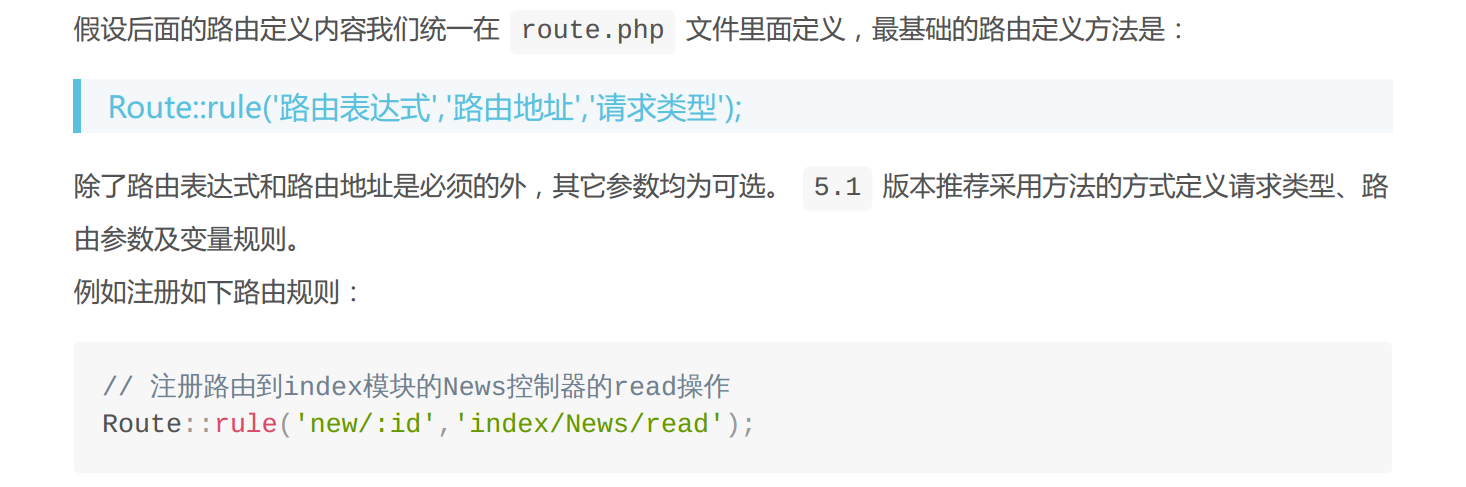 假设后面的路由定义内容我们统一在 route.php 文件里面定义，最基础的路由定义方法是：
Route::rule('路由表达式','路由地址','请求类型');
除了路由表达式和路由地址是必须的外，其它参数均为可选。 5.1 版本推荐采用方法的方式定义请求类型、路
由参数及变量规则。
例如注册如下路由规则：
// 注册路由到index模块的News控制器的read操作
Route::rule('new/:id','index/News/read');